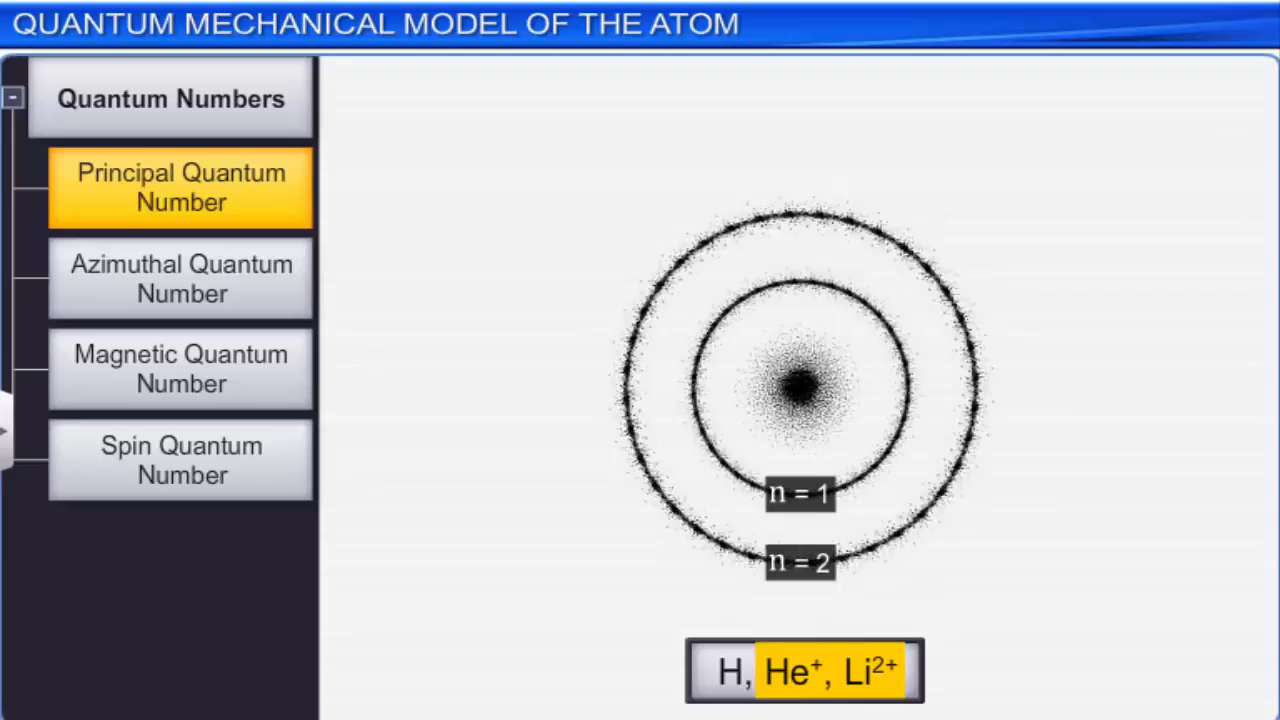 QUANTUM MECHANICAL MODEL OF THE ATOM
Quantum Numbers
Principal Quantum
Number
Azimuthal Quantum
Number
Magnetic Quantum
Number
Spin Quantum
Number
n = 1
n = 2
H, He⁺, Li²⁺